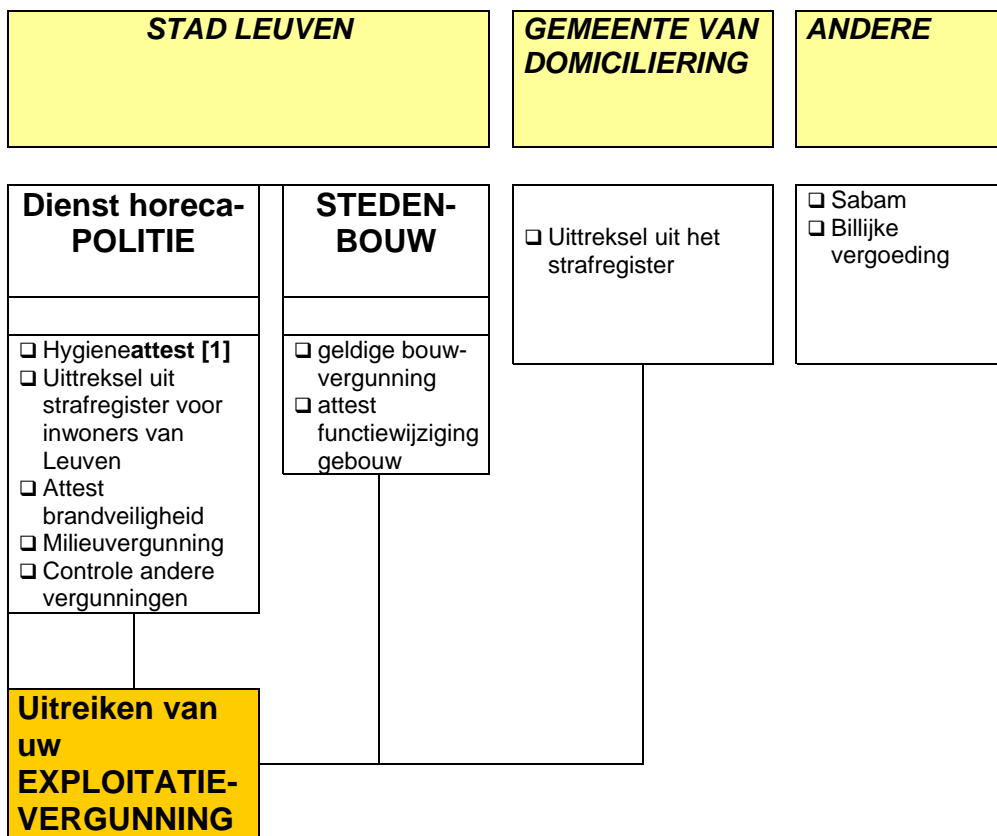 STAD LEUVEN
GEMEENTE VAN
DOMICILIERING
ANDERE
Dienst horeca-
POLITIE
STEDEN-
BOUW
❑ Uittreksel uit het
strafregister
❑ Sabam
❑ Billijke
vergoeding
❑ Hygieneattest [1]
❑ Uittreksel uit
strafregister voor
inwoners van
Leuven
❑ Attest
brandveiligheid
❑ Milieuvergunning
❑ Controle andere
vergunningen
❑ geldige bouw-
vergunning
❑ attest
functiewijziging
gebouw
Uitreiken van
uw
EXPLOITATIE-
VERGUNNING